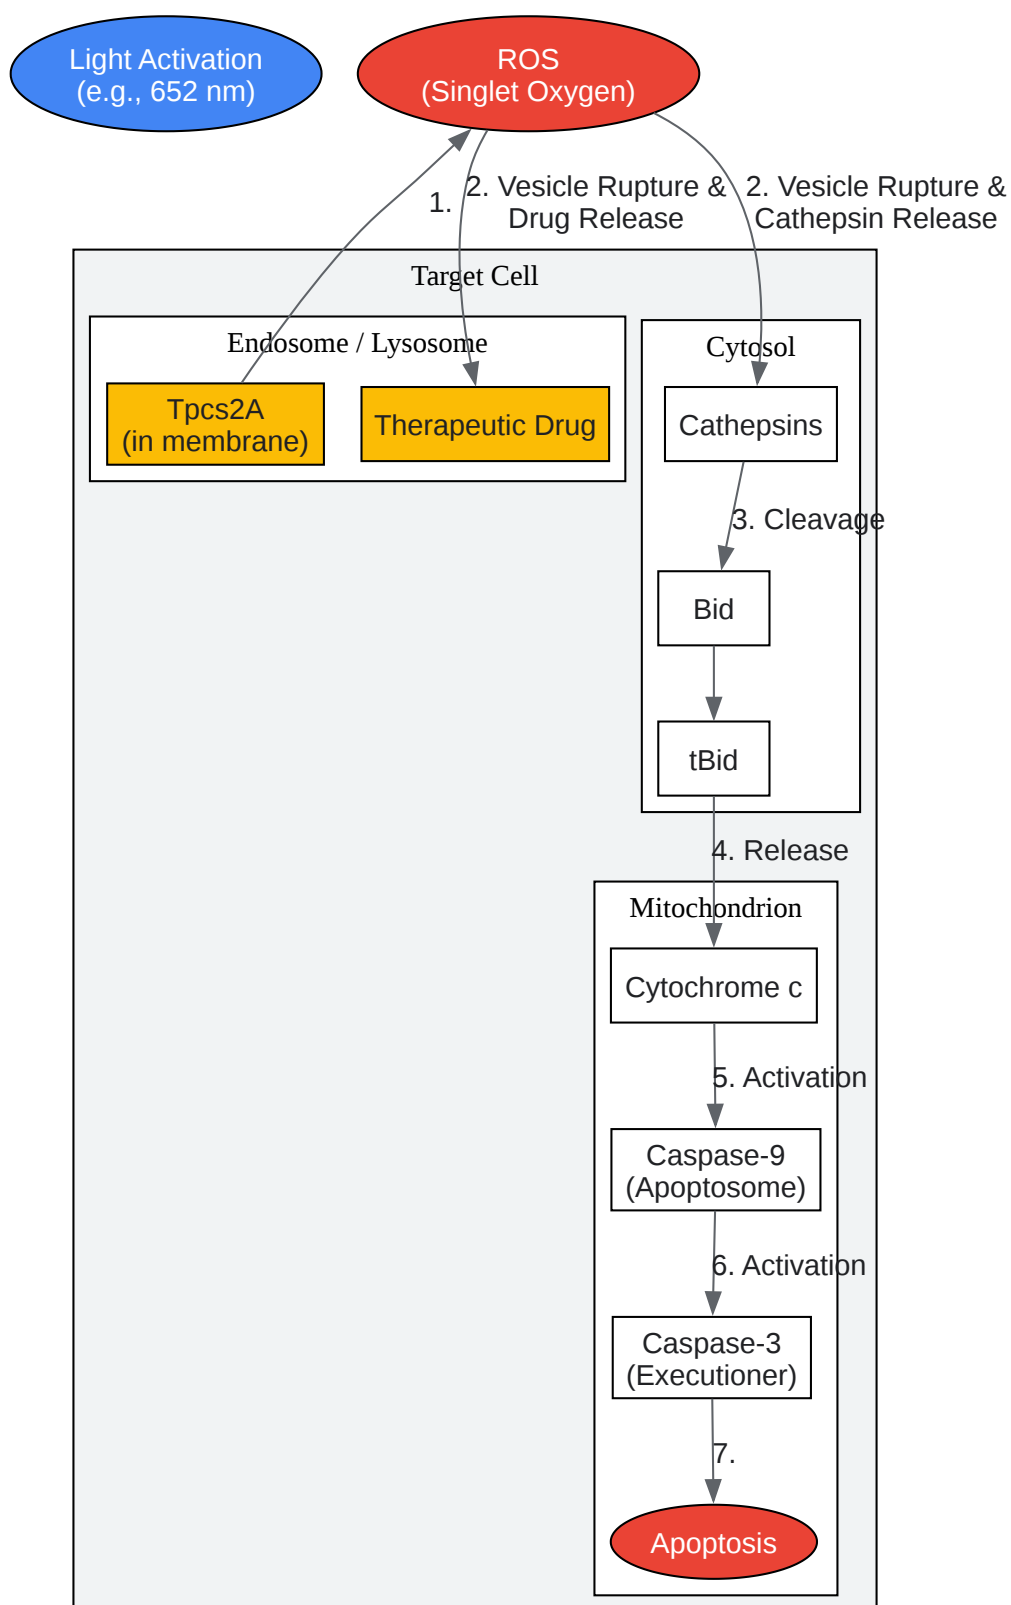 Light Activation
(e.g., 652 nm)
ROS
(Singlet Oxygen)
1.
2. Vesicle Rupture &
Drug Release
2. Vesicle Rupture &
Cathepsin Release
Target Cell
Endosome / Lysosome
Cytosol
Tpcs2A
(in membrane)
Therapeutic Drug
Cathepsins
3. Cleavage
Bid
tBid
4. Release
Mitochondrion
Cytochrome c
5. Activation
Caspase-9
(Apoptosome)
6. Activation
Caspase-3
(Executioner)
7.
Apoptosis